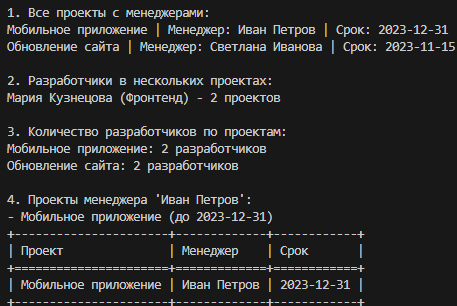 1. Все проекты с менеджерами:
Мобильное приложение | Менеджер: Иван Петров | Срок: 2023-12-31
Обновление сайта | Менеджер: Светлана Иванова | Срок: 2023-11-15
2. Разработчики в нескольких проектах:
Мария Кузнецова (Фронтенд) - 2 проектов
3. Количество разработчиков по проектам:
Мобильное приложение: 2 разработчиков
Обновление сайта: 2 разработчиков
4. Проекты менеджера 'Иван Петров':
- Мобильное приложение (до 2023-12-31)
+----------------------+-------------+------------+
| Проект               | Менеджер    | Срок       |
+======================+=============+============+
| Мобильное приложение | Иван Петров | 2023-12-31 |
+----------------------+-------------+------------+